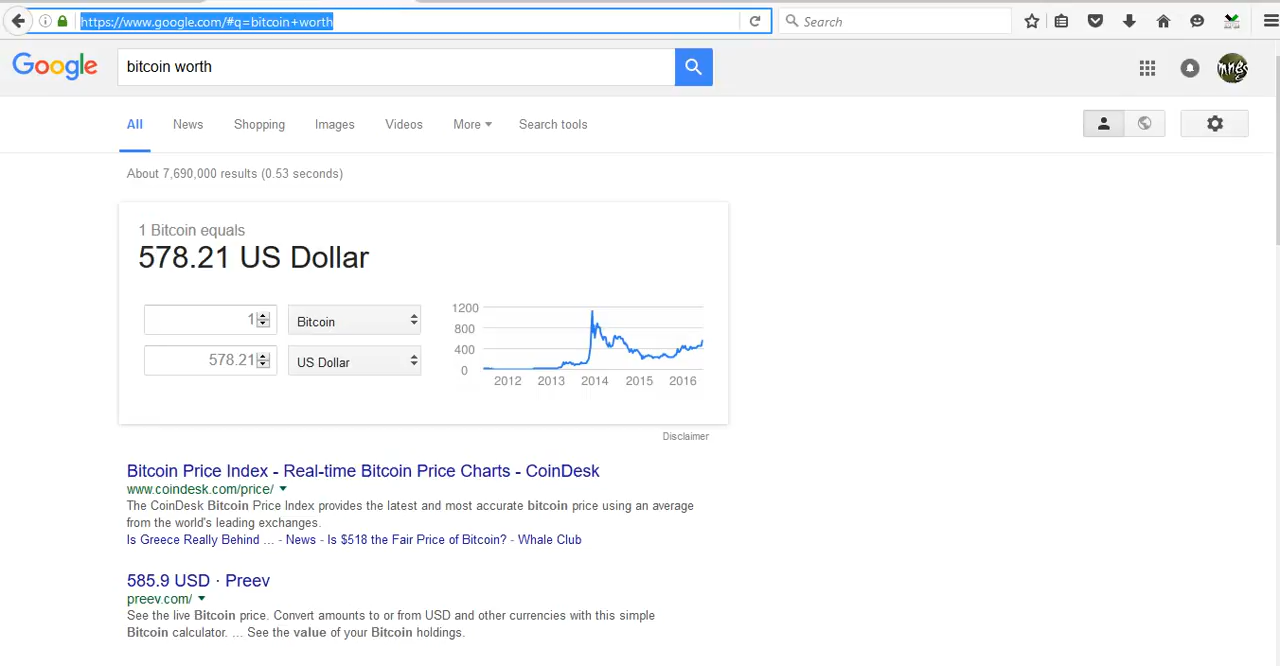 https://www.google.com/#q=bitcoin+worth
Search
Google
bitcoin worth
mngs
All News Shopping Images Videos More Search tools
About 7,690,000 results (0.53 seconds)
1 Bitcoin equals
578.21 US Dollar
1 Bitcoin
578.21 US Dollar
1200
800
400
0
2012 2013 2014 2015 2016
Disclaimer
Bitcoin Price Index - Real-time Bitcoin Price Charts - CoinDesk
www.coindesk.com/price/
The CoinDesk Bitcoin Price Index provides the latest and most accurate bitcoin price using an average
from the world's leading exchanges.
Is Greece Really Behind ... - News - Is $518 the Fair Price of Bitcoin? - Whale Club
585.9 USD · Preev
preev.com/
See the live Bitcoin price. Convert amounts to or from USD and other currencies with this simple
Bitcoin calculator. ... See the value of your Bitcoin holdings.